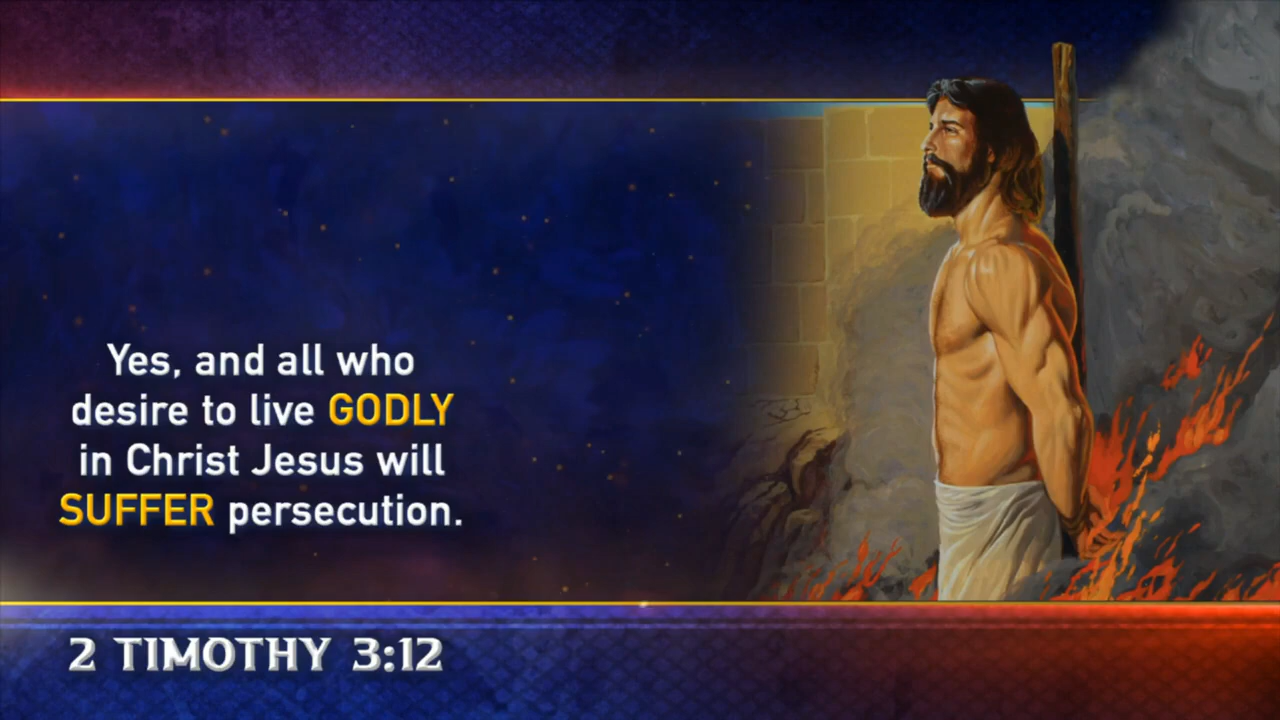 Yes, and all who
desire to live GODLY
in Christ Jesus will
SUFFER persecution.
2 TIMOTHY 3:12